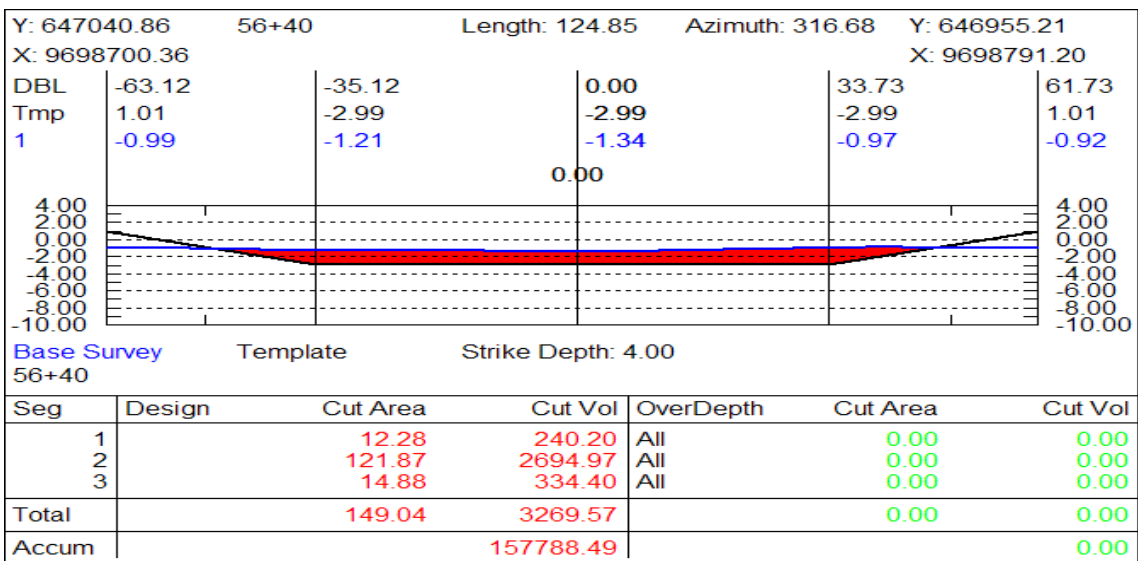 Y: 647040.86 56+40 Length: 124.85 Azimuth: 316.68 Y: 646955.21
X: 9698700.36 X: 9698791.20
DBL -63.12 -35.12 0.00 33.73 61.73
Tmp 1.01 -2.99 -2.99 -2.99 1.01
1 -0.99 -1.21 -1.34 -0.97 -0.92
0.00
4.00 4.00
2.00 2.00
0.00 0.00
-2.00 -2.00
-4.00 -4.00
-6.00 -6.00
-8.00 -8.00
-10.00 -10.00
Base Survey Template Strike Depth: 4.00
56+40
Seg Design Cut Area Cut Vol OverDepth Cut Area Cut Vol
1 12.28 240.20 All 0.00 0.00
2 121.87 2694.97 All 0.00 0.00
3 14.88 334.40 All 0.00 0.00
Total 149.04 3269.57 0.00 0.00
Accum 157788.49 0.00